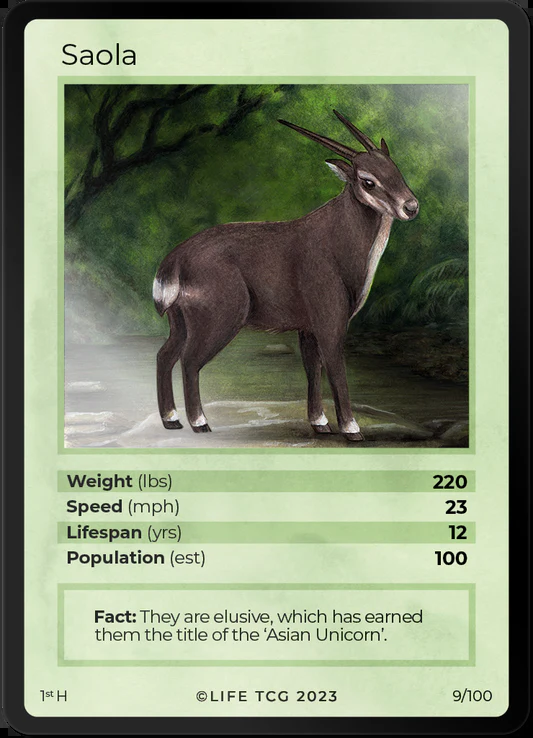 Saola
Weight (lbs) 220
Speed (mph) 23
Lifespan (yrs) 12
Population (est) 100
Fact: They are elusive, which has earned
them the title of the ‘Asian Unicorn’.
1st H ©LIFE TCG 2023 9/100